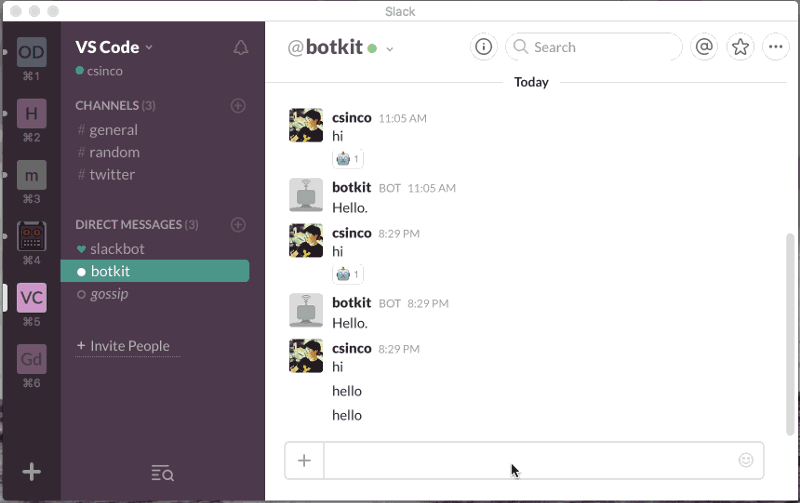 Slack
OD
⌘1
H
⌘2
m
⌘3
⌘4
VC
⌘5
Gd
⌘6
VS Code
csinco
CHANNELS (3)
# general
# random
# twitter
DIRECT MESSAGES (3)
slackbot
botkit
gossip
+ Invite People
@botkit
Search
@
Today
csinco 11:05 AM
hi
1
botkit BOT 11:05 AM
Hello.
csinco 8:29 PM
hi
1
botkit BOT 8:29 PM
Hello.
csinco 8:29 PM
hi
hello
hello